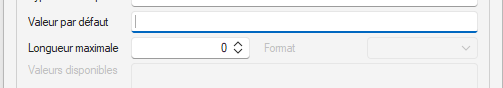 Valeur par défaut
Longueur maximale 0 Format
Valeurs disponibles